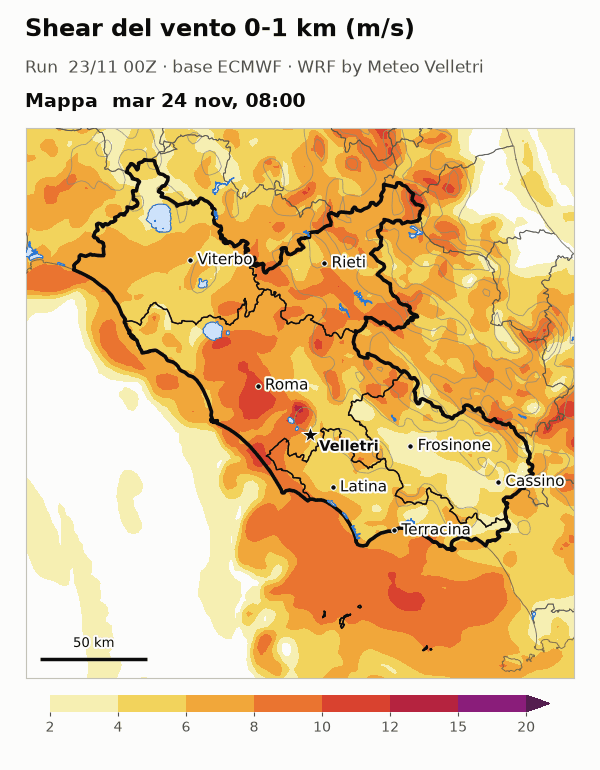 Shear del vento 0-1 km (m/s)
Run 23/11 00Z · base ECMWF · WRF by Meteo Velletri
Mappa mar 24 nov, 08:00
Viterbo
Rieti
Roma
Velletri
Frosinone
Cassino
Latina
Terracina
50 km
2 4 6 8 10 12 15 20